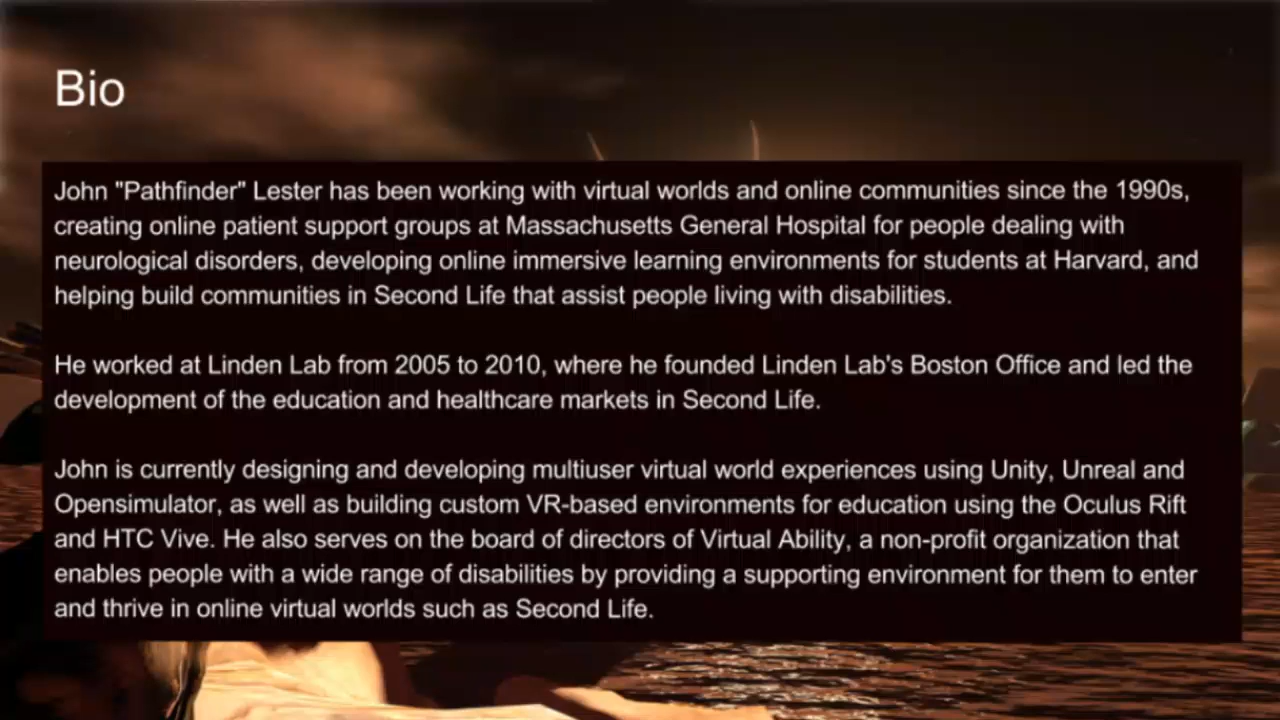 Bio
John "Pathfinder" Lester has been working with virtual worlds and online communities since the 1990s,
creating online patient support groups at Massachusetts General Hospital for people dealing with
neurological disorders, developing online immersive learning environments for students at Harvard, and
helping build communities in Second Life that assist people living with disabilities.
He worked at Linden Lab from 2005 to 2010, where he founded Linden Lab's Boston Office and led the
development of the education and healthcare markets in Second Life.
John is currently designing and developing multiuser virtual world experiences using Unity, Unreal and
Opensimulator, as well as building custom VR-based environments for education using the Oculus Rift
and HTC Vive. He also serves on the board of directors of Virtual Ability, a non-profit organization that
enables people with a wide range of disabilities by providing a supporting environment for them to enter
and thrive in online virtual worlds such as Second Life.